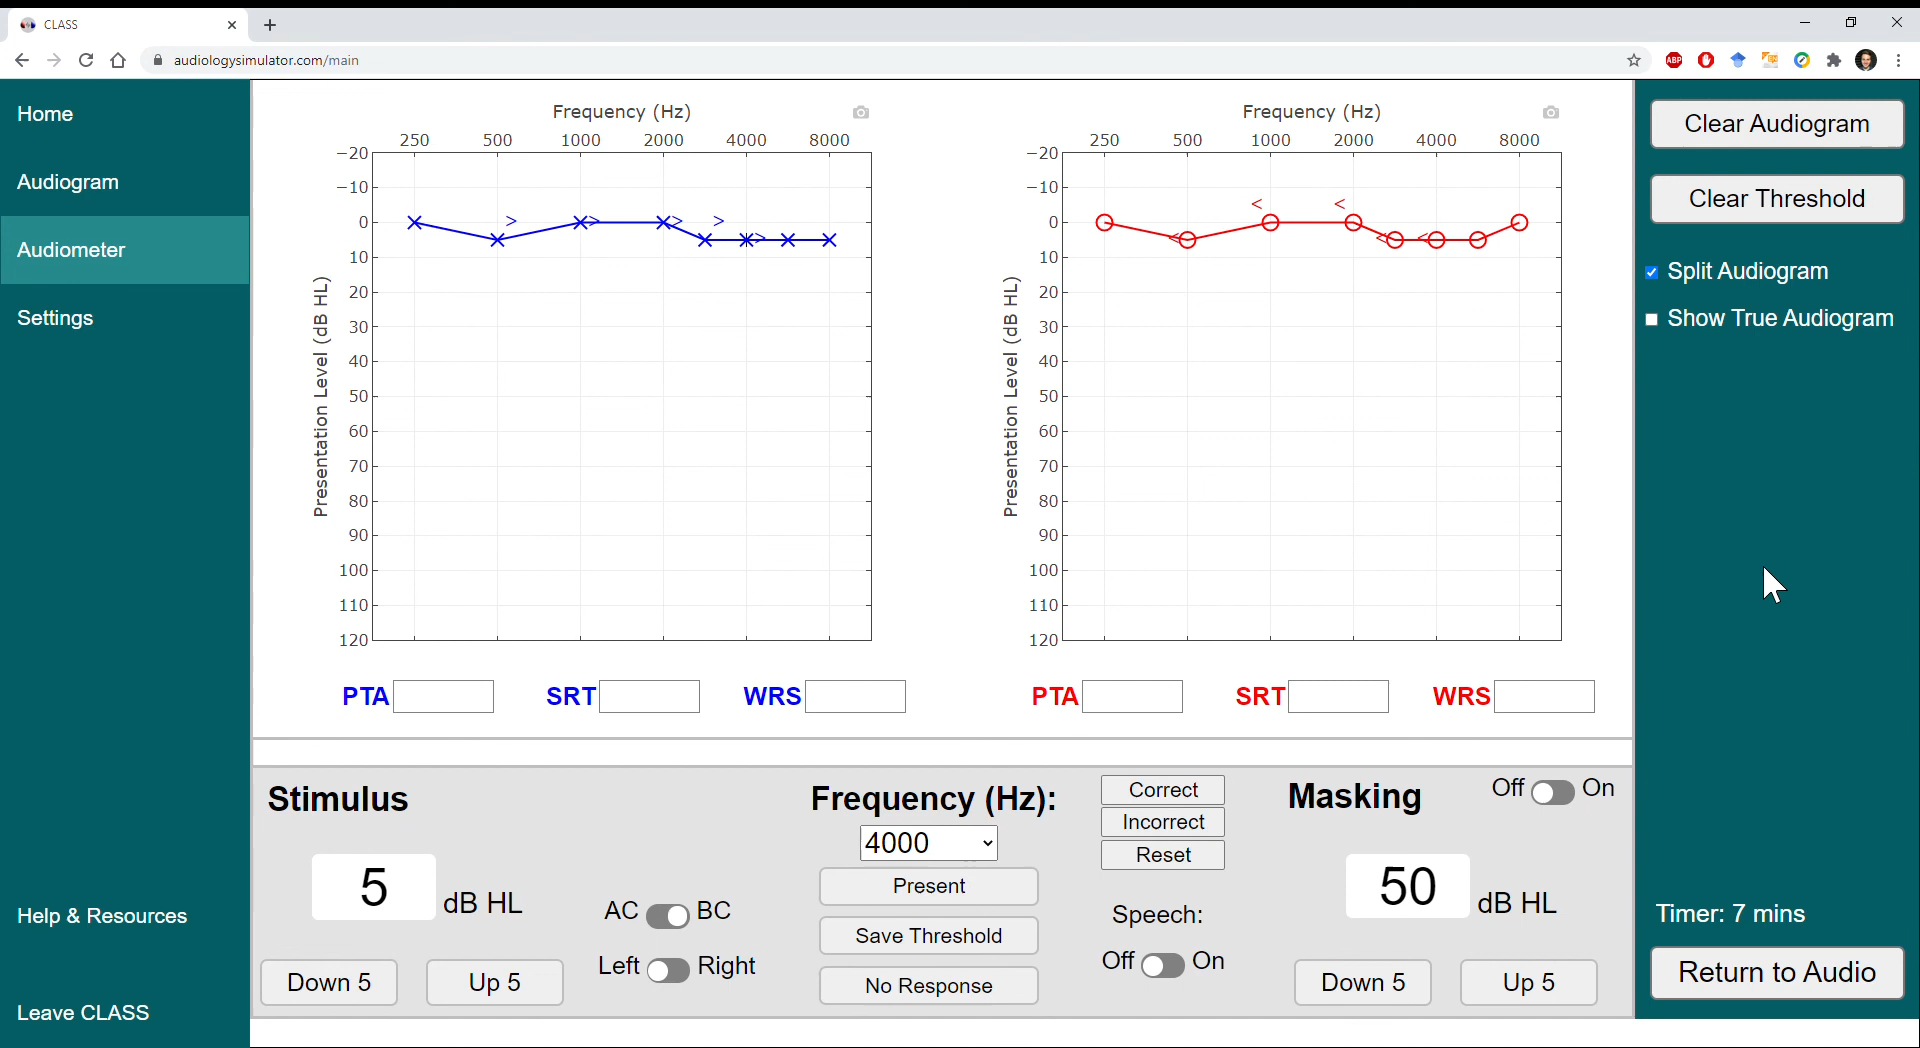 CLASS
audiologysimulator.com/main
ABP
Home
Audiogram
Audiometer
Settings
Help & Resources
Leave CLASS
Frequency (Hz)
250 500 1000 2000 4000 8000
Presentation Level (dB HL)
−20
−10
0
10
20
30
40
50
60
70
80
90
100
110
120
PTA SRT WRS
Frequency (Hz)
250 500 1000 2000 4000 8000
Presentation Level (dB HL)
−20
−10
0
10
20
30
40
50
60
70
80
90
100
110
120
PTA SRT WRS
Stimulus
5 dB HL
Down 5 Up 5
AC BC
Left Right
Frequency (Hz):
4000
Present
Save Threshold
No Response
Correct
Incorrect
Reset
Speech:
Off On
Masking
Off On
50 dB HL
Down 5 Up 5
Clear Audiogram
Clear Threshold
Split Audiogram
Show True Audiogram
Timer: 7 mins
Return to Audio